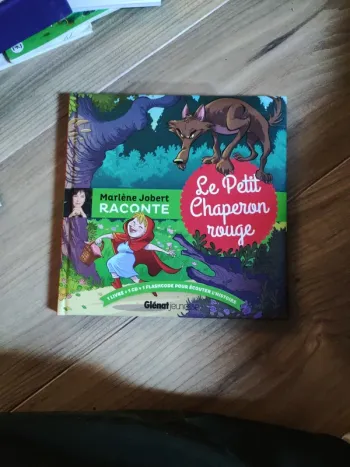 Marlène Jobert
RACONTE
Le Petit
Chaperon
rouge
1 LIVRE + 1 CD + 1 FLASHCODE POUR ÉCOUTER L'HISTOIRE
Glénat jeunesse